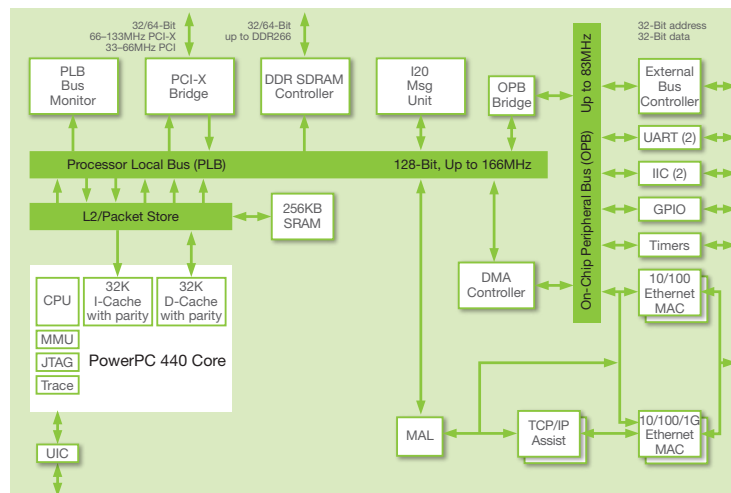 32/64-Bit
66–133MHz PCI-X
33–66MHz PCI
32/64-Bit
up to DDR266
32-Bit address
32-Bit data
PLB
Bus
Monitor
PCI-X
Bridge
DDR SDRAM
Controller
I20
Msg
Unit
OPB
Bridge
On-Chip Peripheral Bus (OPB) Up to 83MHz
External
Bus
Controller
UART (2)
IIC (2)
GPIO
Timers
10/100
Ethernet
MAC
Processor Local Bus (PLB) 128-Bit, Up to 166MHz
L2/Packet Store
256KB
SRAM
DMA
Controller
CPU
32K
I-Cache
with parity
32K
D-Cache
with parity
MMU
JTAG
Trace
PowerPC 440 Core
UIC
MAL
TCP/IP
Assist
10/100/1G
Ethernet
MAC